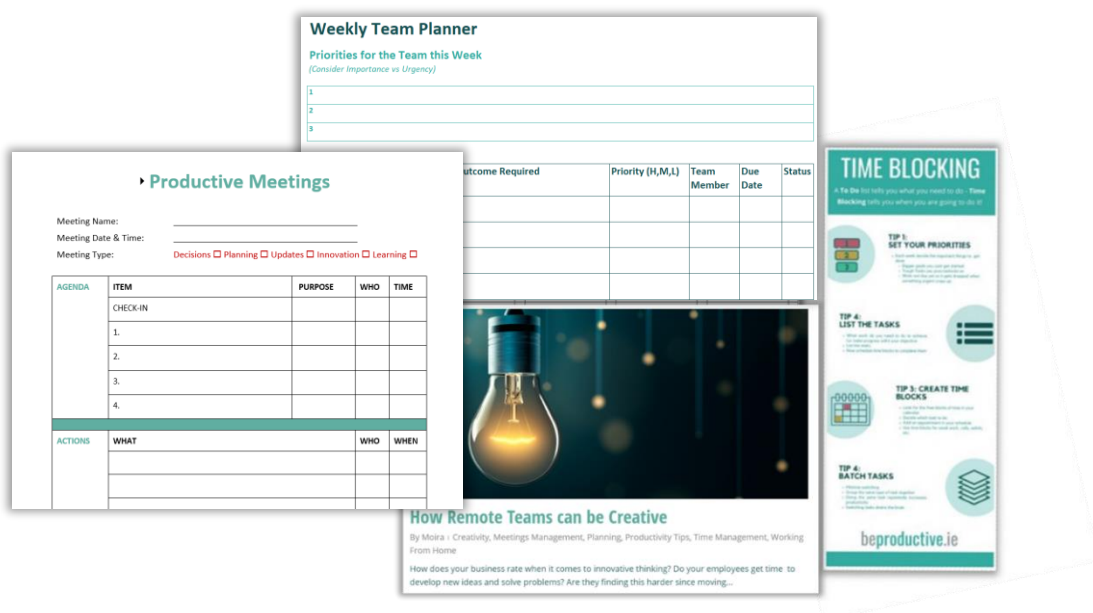 Weekly Team Planner
Priorities for the Team this Week
(Consider Importance vs Urgency)
1
2
3
utcome Required Priority (H,M,L) Team Member Due Date Status
Productive Meetings
Meeting Name:
Meeting Date & Time:
Meeting Type: Decisions ☐ Planning ☐ Updates ☐ Innovation ☐ Learning ☐
AGENDA ITEM PURPOSE WHO TIME
CHECK-IN
1.
2.
3.
4.
ACTIONS WHAT WHO WHEN
How Remote Teams can be Creative
By Moira Creativity, Meetings Management, Planning, Productivity Tips, Time Management, Working
From Home
How does your business rate when it comes to innovative thinking? Do your employees get time to
develop new ideas and solve problems? Are they finding this harder since moving...
TIME BLOCKING
A To Do list tells you what you need to do - Time
Blocking tells you when you are going to do it!
TIP 1:
SET YOUR PRIORITIES
1
2
3
TIP 4:
LIST THE TASKS
TIP 3: CREATE TIME
BLOCKS
TIP 4:
BATCH TASKS
beproductive.ie